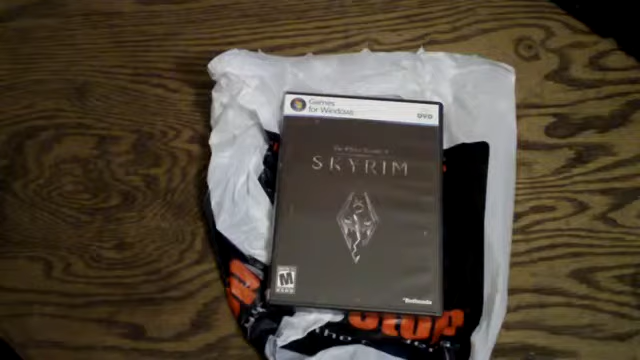 Games
for Windows
DVD
The Elder Scrolls V
SKYRIM
M
Bethesda